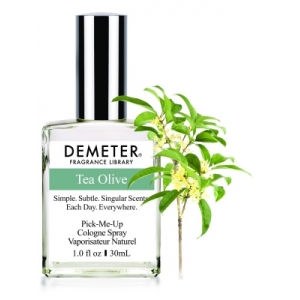 DEMETER®
FRAGRANCE LIBRARY
Tea Olive
Simple. Subtle. Singular Scents.
Each Day. Everywhere.
Pick-Me-Up
Cologne Spray
Vaporisateur Naturel
1.0 fl oz I 30mL